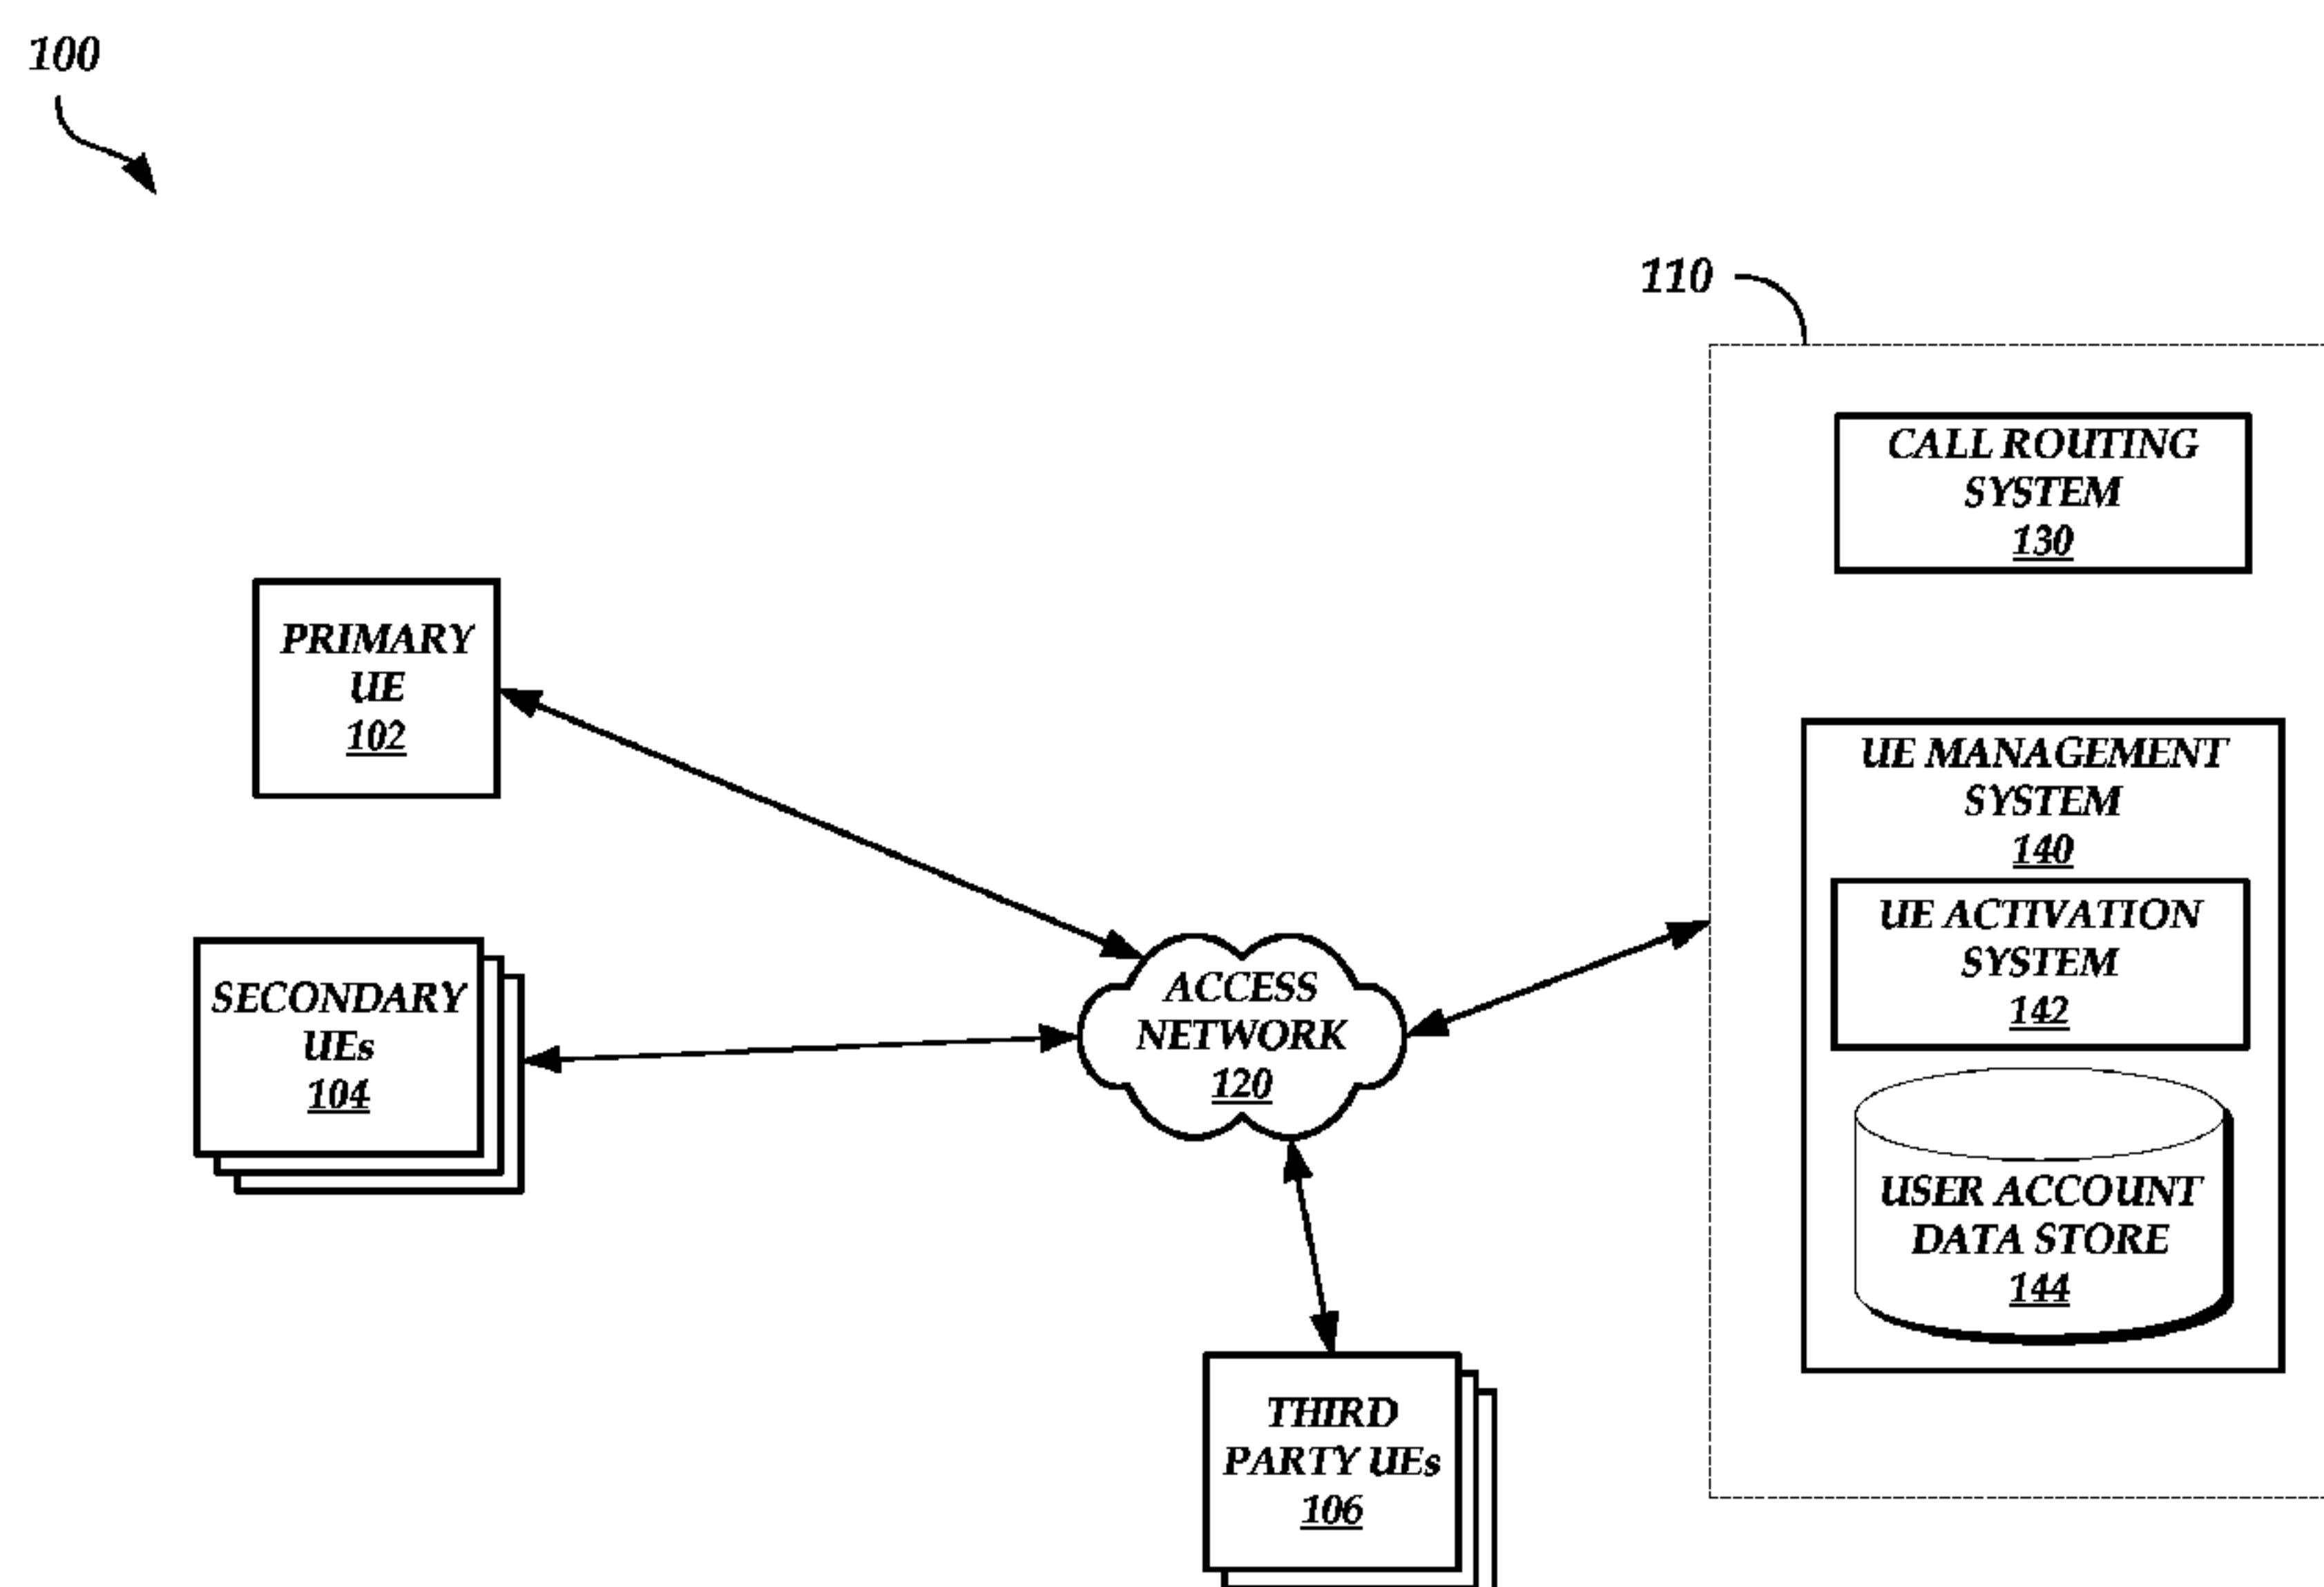 100
110
CALL ROUTING
SYSTEM
130
PRIMARY
UE
102
UE MANAGEMENT
SYSTEM
140
UE ACTIVATION
SYSTEM
142
SECONDARY
UEs
104
ACCESS
NETWORK
120
USER ACCOUNT
DATA STORE
144
THIRD
PARTY UEs
106